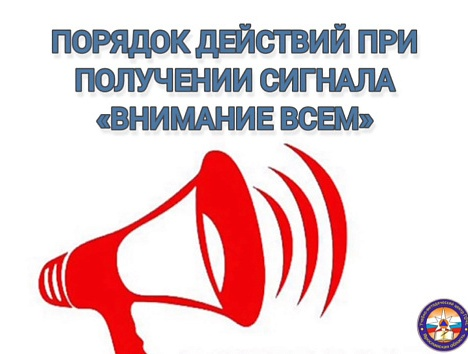 ПОРЯДОК ДЕЙСТВИЙ ПРИ
ПОЛУЧЕНИИ СИГНАЛА
«ВНИМАНИЕ ВСЕМ»